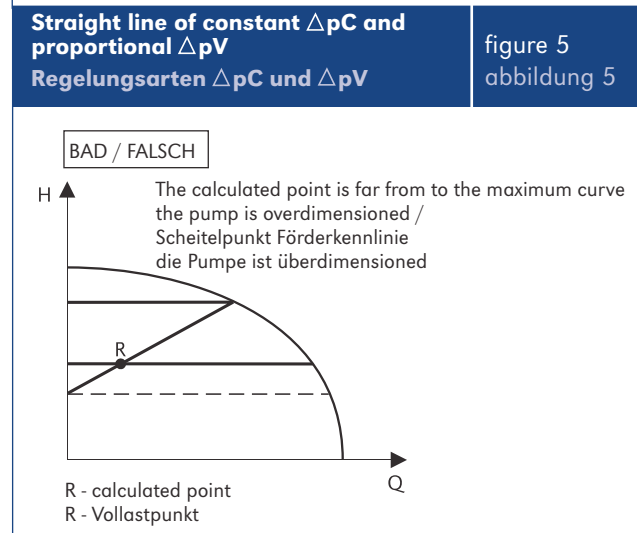 Straight line of constant △pC and
proportional △pV
Regelungsarten △pC und △pV
figure 5
abbildung 5
BAD / FALSCH
H
The calculated point is far from to the maximum curve
the pump is overdimensioned /
Scheitelpunkt Förderkennlinie
die Pumpe ist überdimensioned
R
Q
R - calculated point
R - Vollastpunkt